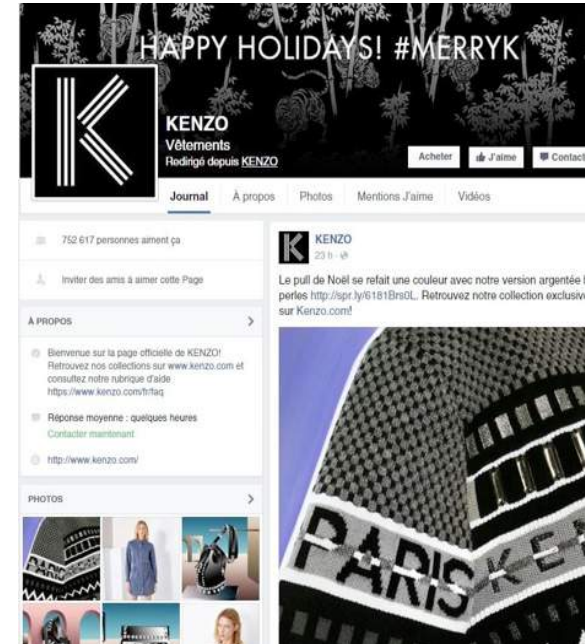 HAPPY HOLIDAYS! #MERRYK
K
KENZO
Vêtements
Redirigé depuis KENZO
Acheter
J'aime
Contact
Journal
À propos
Photos
Mentions J'aime
Vidéos
752 617 personnes aiment ça
Inviter des amis à aimer cette Page
À PROPOS
Bienvenue sur la page officielle de KENZO!
Retrouvez nos collections sur www.kenzo.com et
consultez notre rubrique d'aide
https://www.kenzo.com/fr/faq
Réponse moyenne : quelques heures
Contacter maintenant
http://www.kenzo.com/
PHOTOS
KENZO
23 h
Le pull de Noël se refait une couleur avec notre version argentée
perles http://spr.ly/6181Brs0L. Retrouvez notre collection exclusive
sur Kenzo.com!
PARIS KE